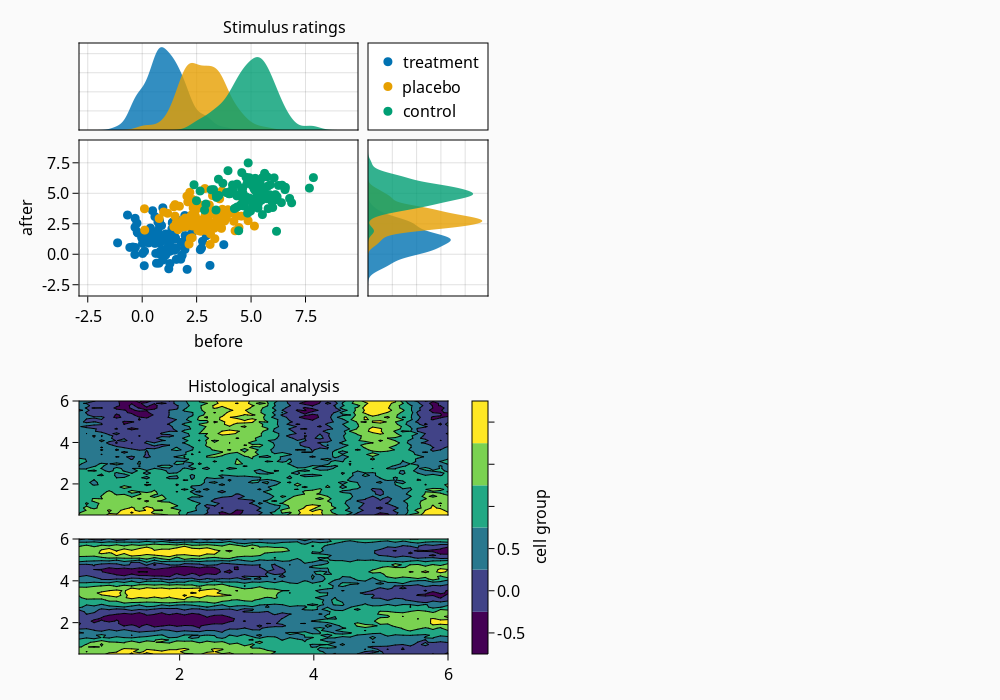 Stimulus ratings
treatment
placebo
control
7.5
5.0
2.5
0.0
-2.5
after
-2.5 0.0 2.5 5.0 7.5
before
Histological analysis
6
4
2
6
4
2
2 4 6
0.5
0.0
-0.5
cell group